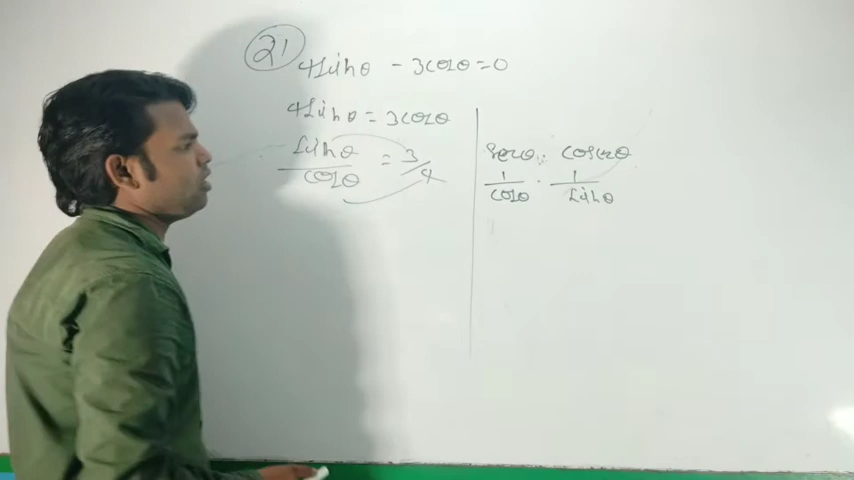 21
4sinθ - 3cosθ = 0
4sinθ = 3cosθ
sinθ/cosθ = 3/4
secθ . cosecθ
1/cosθ . 1/sinθ